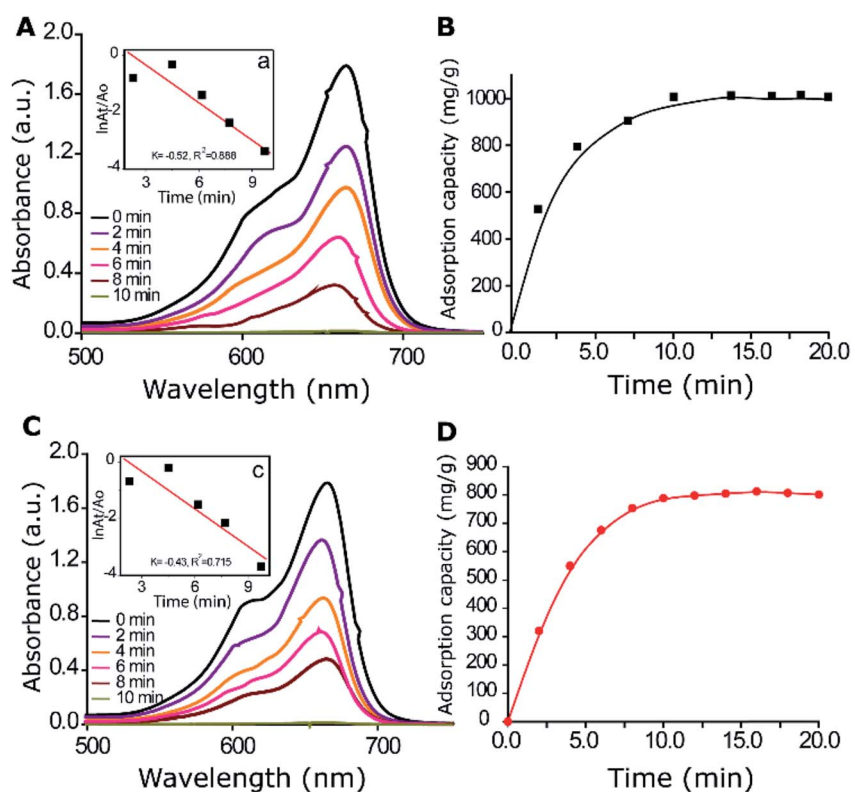 A
Absorbance (a.u.)
2.0
1.6
1.2
0.8
0.4
0.0
500
600
700
Wavelength (nm)
0 min
2 min
4 min
6 min
8 min
10 min
a
lnAt/Ao
0
-2
-4
3
6
9
Time (min)
K= -0.52, R²=0.888
B
Adsorption capacity (mg/g)
1000
800
600
400
200
0
0.0
5.0
10.0
15.0
20.0
Time (min)
C
Absorbance (a.u.)
2.0
1.6
1.2
0.8
0.4
0.0
500
600
700
Wavelength (nm)
0 min
2 min
4 min
6 min
8 min
10 min
c
lnAt/Ao
0
-2
-4
3
6
9
Time (min)
K= -0.43, R²=0.715
D
Adsorption capacity (mg/g)
900
800
700
600
500
400
300
200
100
0
0.0
5.0
10.0
15.0
20.0
Time (min)